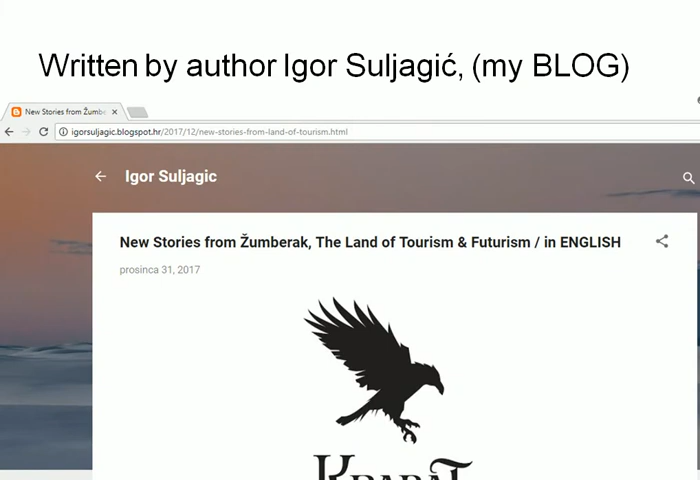 Written by author Igor Suljagić, (my BLOG)
New Stories from Žumbe
igorsuljagic.blogspot.hr/2017/12/new-stories-from-land-of-tourism.html
Igor Suljagic
New Stories from Žumberak, The Land of Tourism & Futurism / in ENGLISH
prosinca 31, 2017
KRABAT